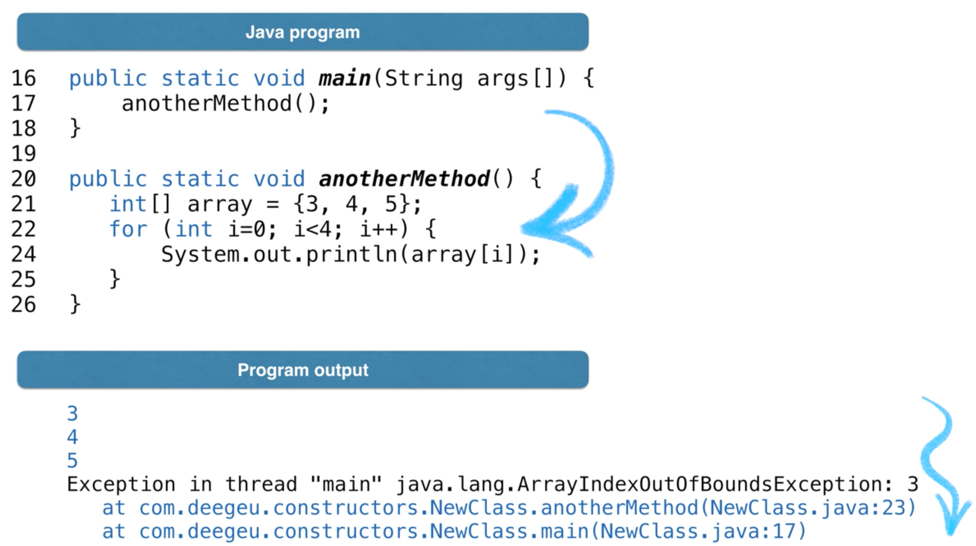 Java program
16 public static void main(String args[]) {
17 anotherMethod();
18 }
19
20 public static void anotherMethod() {
21 int[] array = {3, 4, 5};
22 for (int i=0; i<4; i++) {
24 System.out.println(array[i]);
25 }
26 }
Program output
3
4
5
Exception in thread "main" java.lang.ArrayIndexOutOfBoundsException: 3
at com.deegeu.constructors.NewClass.anotherMethod(NewClass.java:23)
at com.deegeu.constructors.NewClass.main(NewClass.java:17)